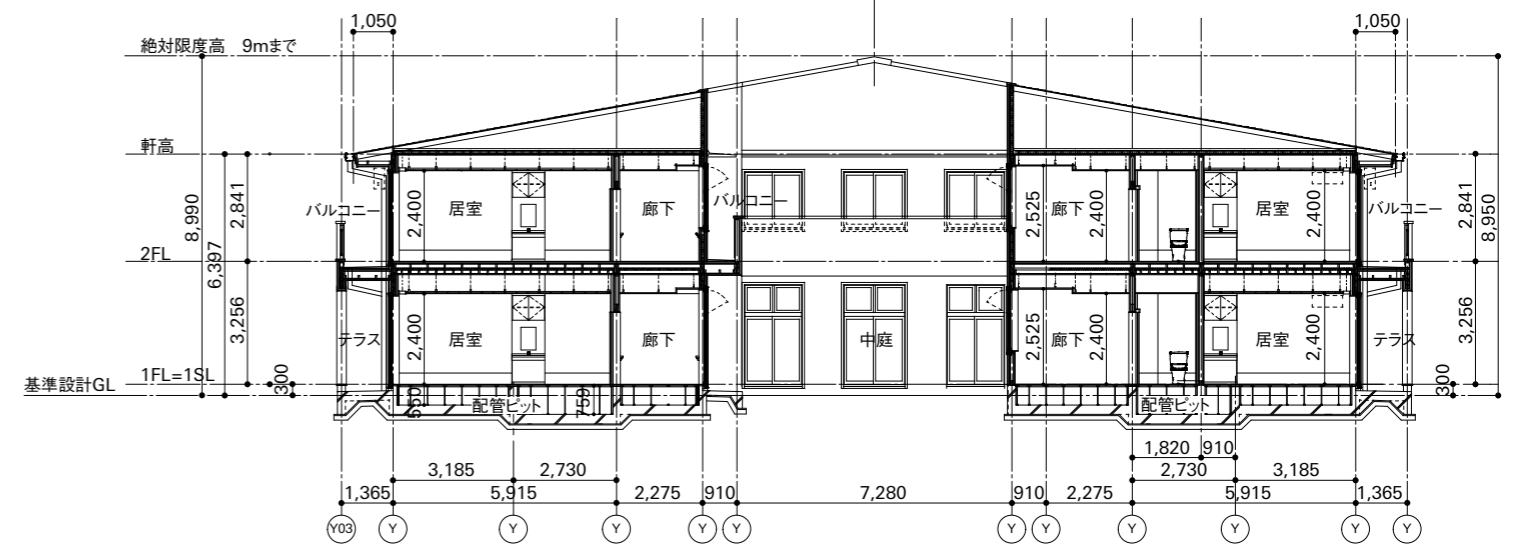 1,050
1,050
絶対限度高 9mまで
軒高
8,990
6,397
2,841
バルコニー
2,400
居室
廊下
バルコニー
2,525
廊下
2,400
居室
2,400
バルコニー
2,841
8,950
2FL
3,256
テラス
2,400
居室
廊下
中庭
2,525
廊下
2,400
居室
2,400
テラス
3,256
1FL=1SL
基準設計GL
300
550
配管ピット
759
配管ピット
300
1,820 910
3,185 2,730 2,730 3,185
1,365 5,915 2,275 910 7,280 910 2,275 5,915 1,365
Y03 Y Y Y Y Y Y Y Y Y Y Y